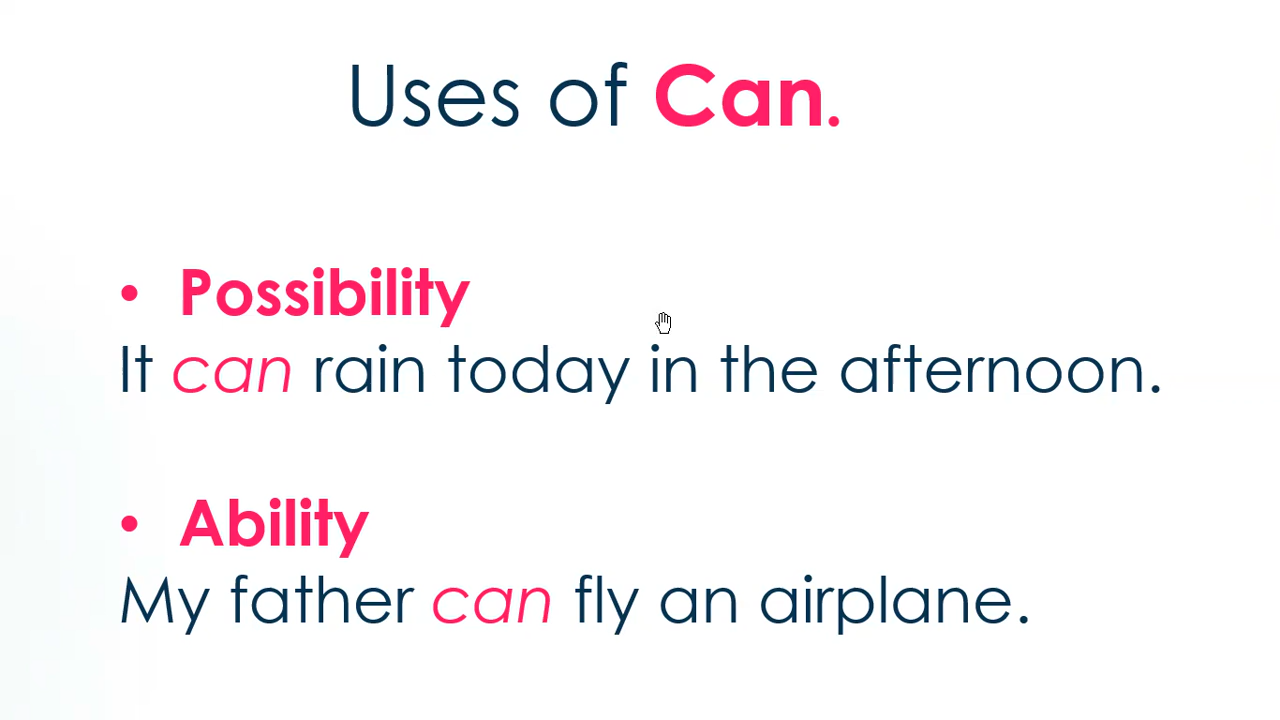 Uses of Can.
• Possibility
It can rain today in the afternoon.
• Ability
My father can fly an airplane.